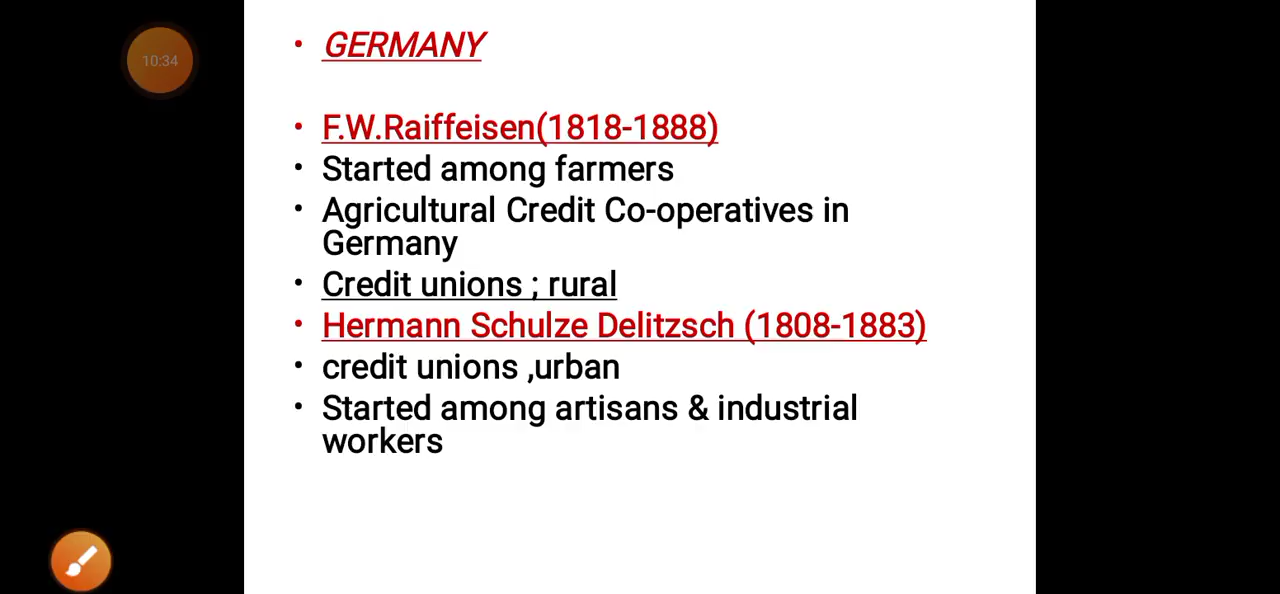 10:34
• GERMANY
• F.W.Raiffeisen(1818-1888)
• Started among farmers
• Agricultural Credit Co-operatives in
Germany
• Credit unions ; rural
• Hermann Schulze Delitzsch (1808-1883)
• credit unions ,urban
• Started among artisans & industrial
workers